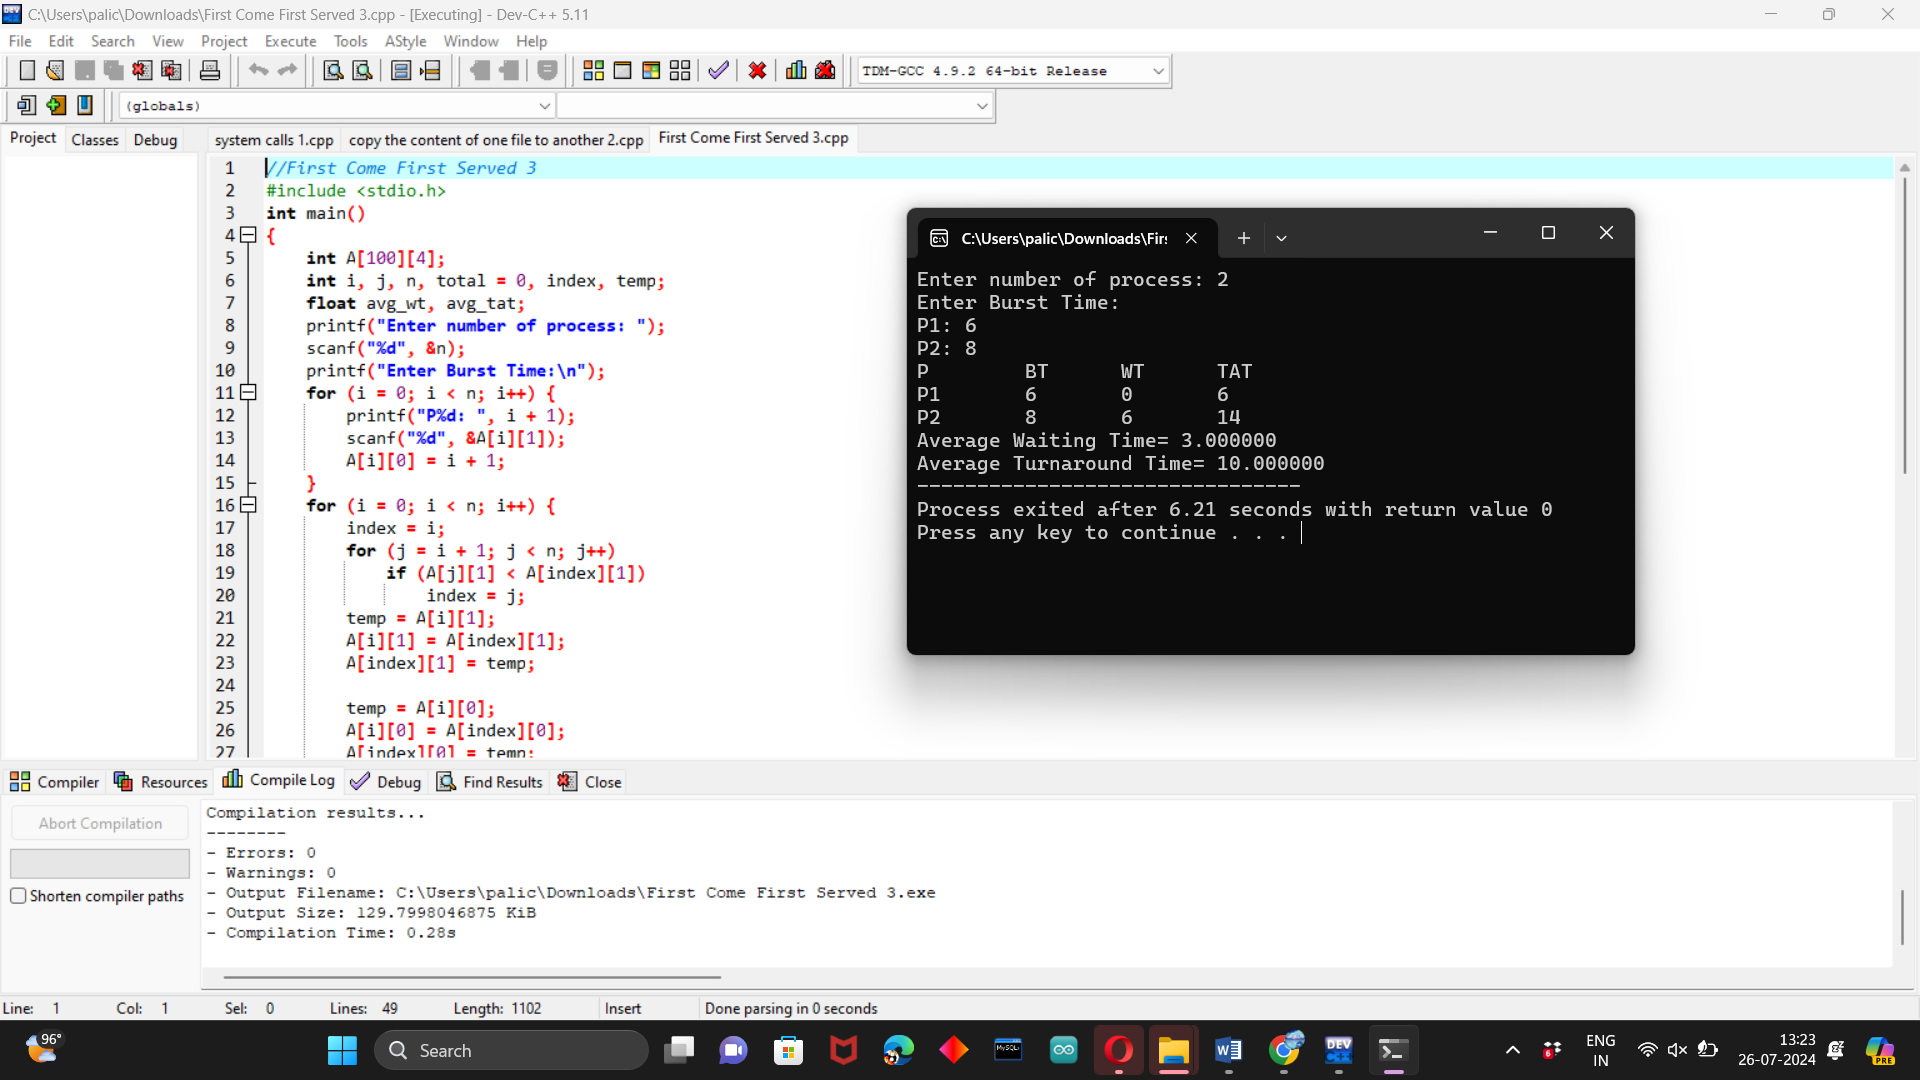 C:\Users\palic\Downloads\First Come First Served 3.cpp - [Executing] - Dev-C++ 5.11
File Edit Search View Project Execute Tools AStyle Window Help
TDM-GCC 4.9.2 64-bit Release
(globals)
Project Classes Debug
system calls 1.cpp copy the content of one file to another 2.cpp First Come First Served 3.cpp
1 //First Come First Served 3
2 #include <stdio.h>
3 int main()
4 {
5 int A[100][4];
6 int i, j, n, total = 0, index, temp;
7 float avg_wt, avg_tat;
8 printf("Enter number of process: ");
9 scanf("%d", &n);
10 printf("Enter Burst Time:\n");
11 for (i = 0; i < n; i++) {
12 printf("P%d: ", i + 1);
13 scanf("%d", &A[i][1]);
14 A[i][0] = i + 1;
15 }
16 for (i = 0; i < n; i++) {
17 index = i;
18 for (j = i + 1; j < n; j++)
19 if (A[j][1] < A[index][1])
20 index = j;
21 temp = A[i][1];
22 A[i][1] = A[index][1];
23 A[index][1] = temp;
24
25 temp = A[i][0];
26 A[i][0] = A[index][0];
27 A[index][0] = temp;
C:\Users\palic\Downloads\Fir
Enter number of process: 2
Enter Burst Time:
P1: 6
P2: 8
P BT WT TAT
P1 6 0 6
P2 8 6 14
Average Waiting Time= 3.000000
Average Turnaround Time= 10.000000
--------------------------------
Process exited after 6.21 seconds with return value 0
Press any key to continue . . .
Compiler Resources Compile Log Debug Find Results Close
Abort Compilation
Shorten compiler paths
Compilation results...
--------
- Errors: 0
- Warnings: 0
- Output Filename: C:\Users\palic\Downloads\First Come First Served 3.exe
- Output Size: 129.7998046875 KiB
- Compilation Time: 0.28s
Line: 1 Col: 1 Sel: 0 Lines: 49 Length: 1102 Insert Done parsing in 0 seconds
96°
Search
MySQL
DEV
6
ENG
IN
13:23
26-07-2024
PRE